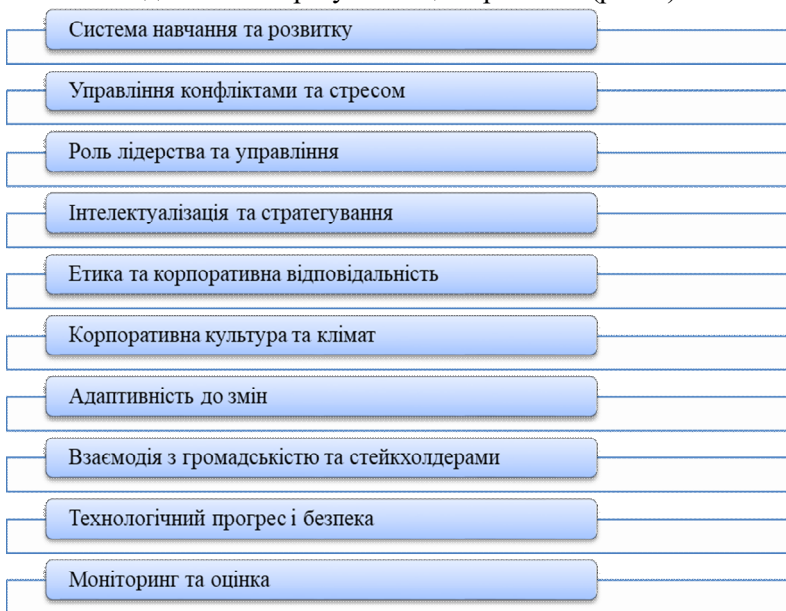 Система навчання та розвитку
Управління конфліктами та стресом
Роль лідерства та управління
Інтелектуалізація та стратегування
Етика та корпоративна відповідальність
Корпоративна культура та клімат
Адаптивність до змін
Взаємодія з громадськістю та стейкхолдерами
Технологічний прогрес і безпека
Моніторинг та оцінка